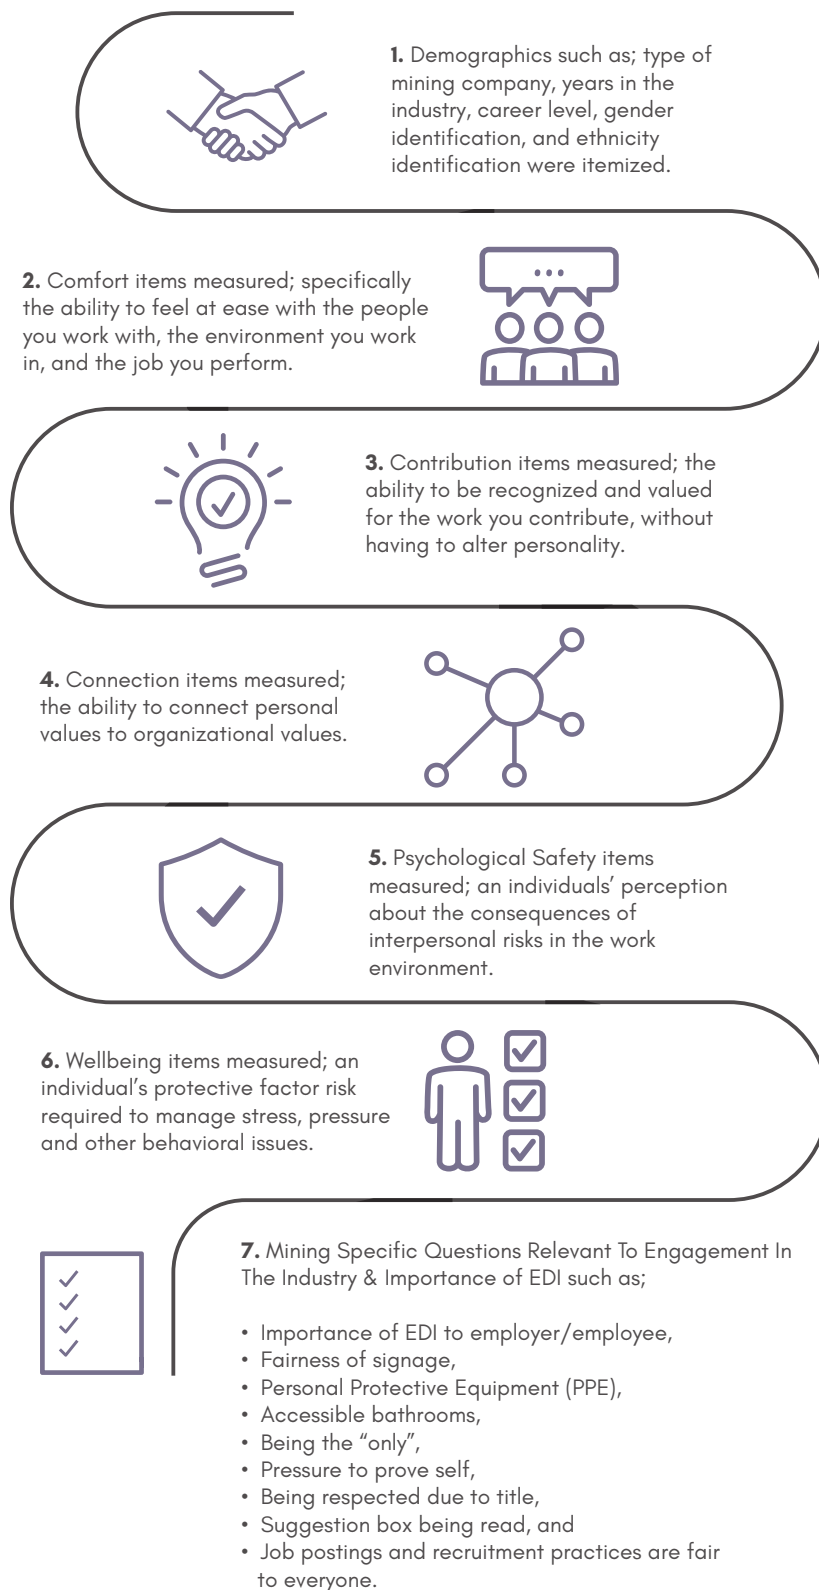 1. Demographics such as; type of
mining company, years in the
industry, career level, gender
identification, and ethnicity
identification were itemized.
2. Comfort items measured; specifically
the ability to feel at ease with the people
you work with, the environment you work
in, and the job you perform.
3. Contribution items measured; the
ability to be recognized and valued
for the work you contribute, without
having to alter personality.
4. Connection items measured;
the ability to connect personal
values to organizational values.
5. Psychological Safety items
measured; an individuals’ perception
about the consequences of
interpersonal risks in the work
environment.
6. Wellbeing items measured; an
individual’s protective factor risk
required to manage stress, pressure
and other behavioral issues.
7. Mining Specific Questions Relevant To Engagement In
The Industry & Importance of EDI such as;
• Importance of EDI to employer/employee,
• Fairness of signage,
• Personal Protective Equipment (PPE),
• Accessible bathrooms,
• Being the “only”,
• Pressure to prove self,
• Being respected due to title,
• Suggestion box being read, and
• Job postings and recruitment practices are fair
to everyone.